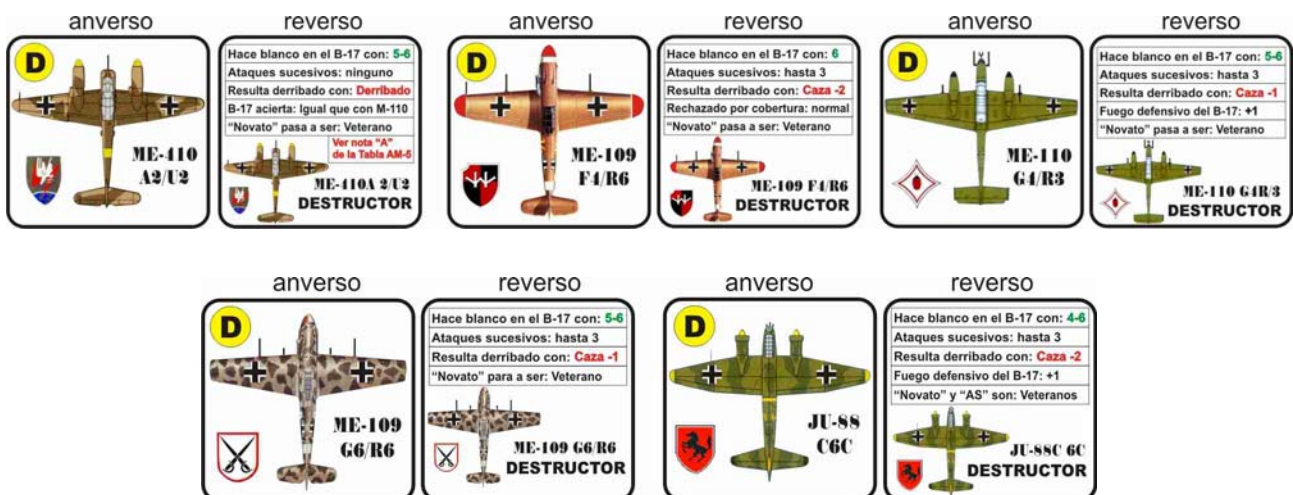 anverso
reverso
anverso
reverso
anverso
reverso
D
ME-410
A2/U2
Hace blanco en el B-17 con: 5-6
Ataques sucesivos: ninguno
Resulta derribado con: Derribado
B-17 acierta: Igual que con M-110
“Novato” pasa a ser: Veterano
Ver nota “A”
de la Tabla AM-5
ME-410A 2/U2
DESTRUCTOR
D
ME-109
F4/R6
Hace blanco en el B-17 con: 6
Ataques sucesivos: hasta 3
Resulta derribado con: Caza -2
Rechazado por cobertura: normal
“Novato” pasa a ser: Veterano
ME-109 F4/R6
DESTRUCTOR
D
ME-110
G4/R3
Hace blanco en el B-17 con: 5-6
Ataques sucesivos: hasta 3
Resulta derribado con: Caza -1
Fuego defensivo del B-17: +1
“Novato” pasa a ser: Veterano
ME-110 G4R/3
DESTRUCTOR
anverso
reverso
anverso
reverso
D
ME-109
G6/R6
Hace blanco en el B-17 con: 5-6
Ataques sucesivos: hasta 3
Resulta derribado con: Caza -1
“Novato” para a ser: Veterano
ME-109 G6/R6
DESTRUCTOR
D
JU-88
C6C
Hace blanco en el B-17 con: 4-6
Ataques sucesivos: hasta 3
Resulta derribado con: Caza -2
Fuego defensivo del B-17: +1
“Novato” y “AS” son: Veteranos
JU-88C 6C
DESTRUCTOR